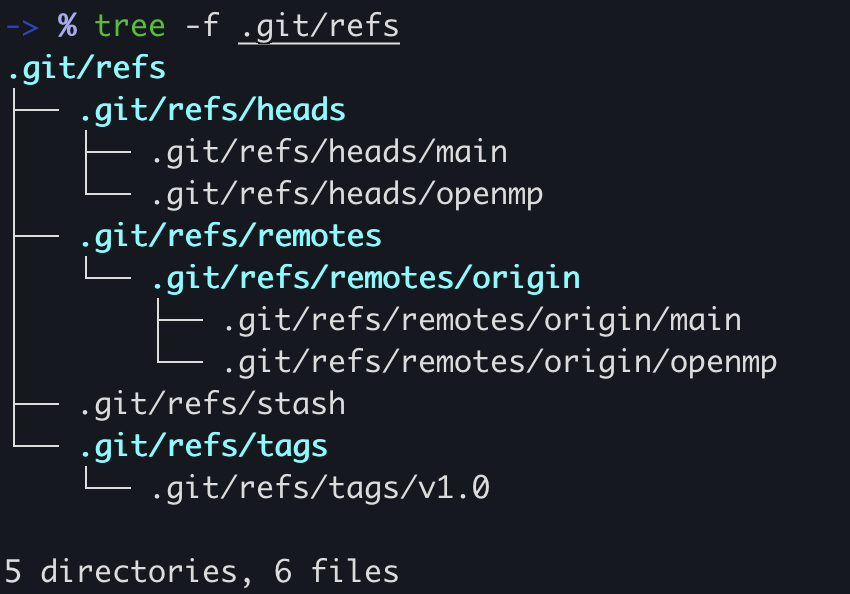 -> % tree -f .git/refs
.git/refs
├── .git/refs/heads
│   ├── .git/refs/heads/main
│   └── .git/refs/heads/openmp
├── .git/refs/remotes
│   └── .git/refs/remotes/origin
│       ├── .git/refs/remotes/origin/main
│       └── .git/refs/remotes/origin/openmp
├── .git/refs/stash
└── .git/refs/tags
    └── .git/refs/tags/v1.0
5 directories, 6 files